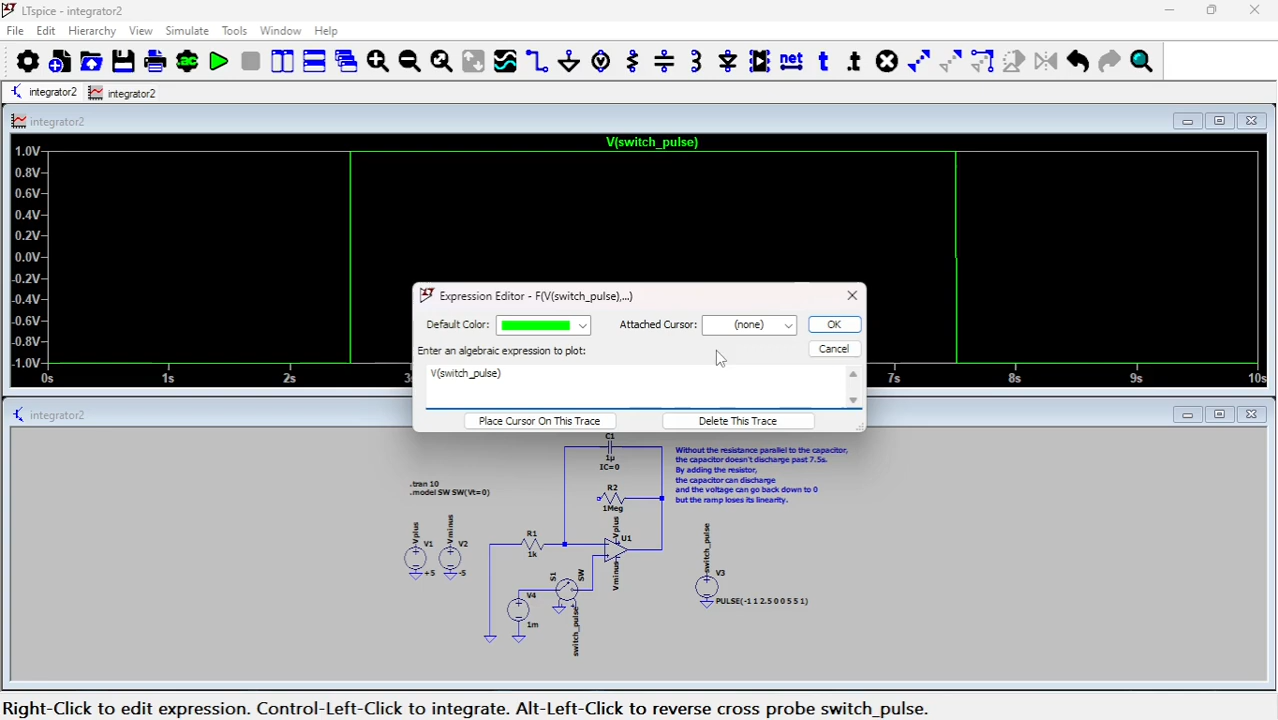 LTspice - integrator2
File Edit Hierarchy View Simulate Tools Window Help
.ac net t .t
integrator2 integrator2
integrator2
V(switch_pulse)
1.0V
0.8V
0.6V
0.4V
0.2V
0.0V
-0.2V
-0.4V
-0.6V
-0.8V
-1.0V
0s 1s 2s 3 7s 8s 9s 10s
Expression Editor - F(V(switch_pulse),...)
Default Color: Attached Cursor: (none) OK
Enter an algebraic expression to plot: Cancel
V(switch_pulse)
Place Cursor On This Trace Delete This Trace
integrator2
.tran 10
.model SW SW(Vt=0)
Vplus
V1
+5
Vminus
V2
-5
C1
1µ
IC=0
R2
1Meg
R1
1k
Vplus
U1
Vminus
S1
SW
V4
1m
switch_pulse
Without the resistance parallel to the capacitor,
the capacitor doesn't discharge past 7.5s.
By adding the resistor,
the capacitor can discharge
and the voltage can go back down to 0
but the ramp loses its linearity.
switch_pulse
V3
PULSE(-1 1 2.5 0 0 5 5 1)
Right-Click to edit expression. Control-Left-Click to integrate. Alt-Left-Click to reverse cross probe switch_pulse.